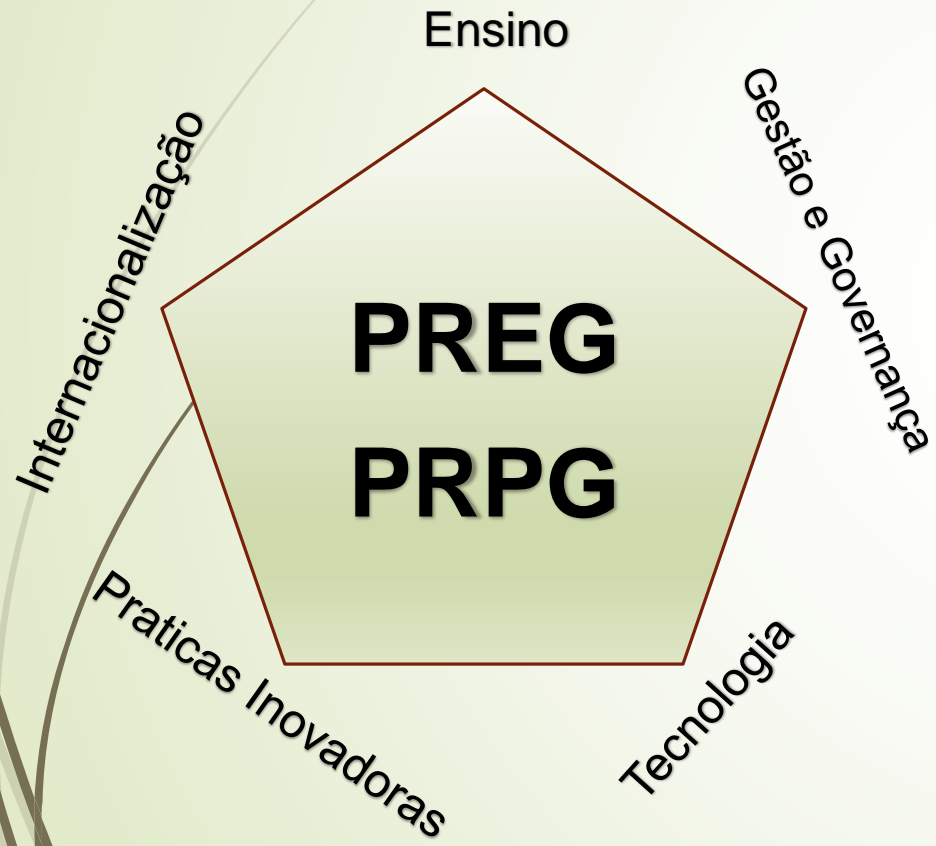 Ensino
Gestão e Governança
Internacionalização
PREG
PRPG
Praticas Inovadoras
Tecnologia